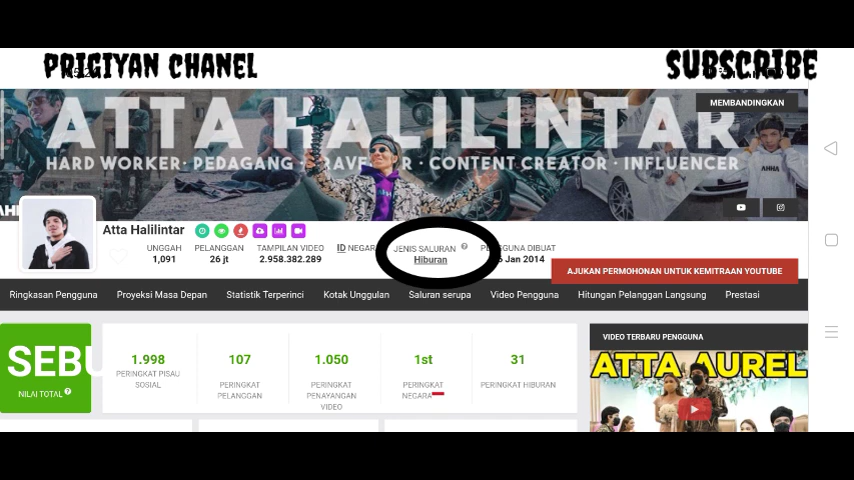 PRIGIYAN CHANEL
SUBSCRIBE
MEMBANDINGKAN
ATTA HALILINTAR
HARD WORKER· PEDAGANG · TRAVELER · CONTENT CREATOR · INFLUENCER
AHHA
Atta Halilintar
UNGGAH
1,091
PELANGGAN
26 jt
TAMPILAN VIDEO
2.958.382.289
ID NEGARA
JENIS SALURAN
Hiburan
PENGGUNA DIBUAT
Jan 2014
AJUKAN PERMOHONAN UNTUK KEMITRAAN YOUTUBE
Ringkasan Pengguna
Proyeksi Masa Depan
Statistik Terperinci
Kotak Unggulan
Saluran serupa
Video Pengguna
Hitungan Pelanggan Langsung
Prestasi
SEBU
NILAI TOTAL
1.998
PERINGKAT PISAU
SOSIAL
107
PERINGKAT
PELANGGAN
1.050
PERINGKAT
PENAYANGAN
VIDEO
1st
PERINGKAT
NEGARA
31
PERINGKAT HIBURAN
VIDEO TERBARU PENGGUNA
ATTA AUREL